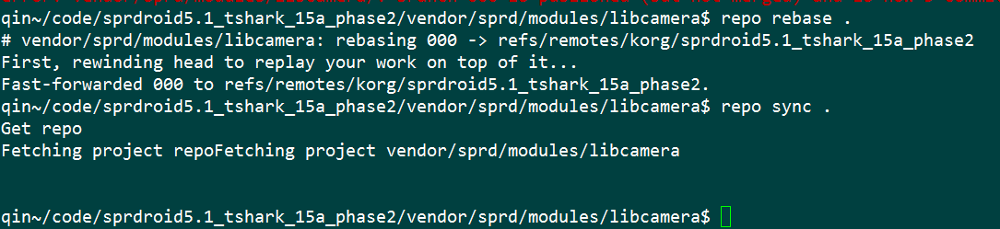 qin~/code/sprdroid5.1_tshark_15a_phase2/vendor/sprd/modules/libcamera$ repo rebase .
# vendor/sprd/modules/libcamera: rebasing 000 -> refs/remotes/korg/sprdroid5.1_tshark_15a_phase2
First, rewinding head to replay your work on top of it...
Fast-forwarded 000 to refs/remotes/korg/sprdroid5.1_tshark_15a_phase2.
qin~/code/sprdroid5.1_tshark_15a_phase2/vendor/sprd/modules/libcamera$ repo sync .
Get repo
Fetching project repoFetching project vendor/sprd/modules/libcamera
qin~/code/sprdroid5.1_tshark_15a_phase2/vendor/sprd/modules/libcamera$